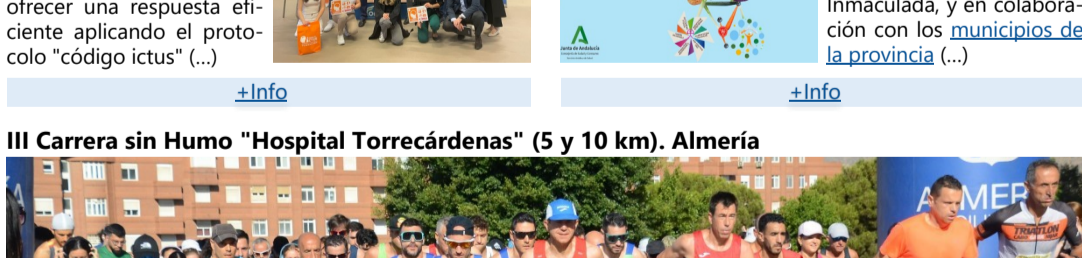 ofrecer una respuesta efi-
ciente aplicando el proto-
colo "código ictus" (...)
Junta de Andalucía
Inmaculada, y en colabora-
ción con los municipios de
la provincia (...)
+Info
+Info
III Carrera sin Humo "Hospital Torrecárdenas" (5 y 10 km). Almería
TRIATLON